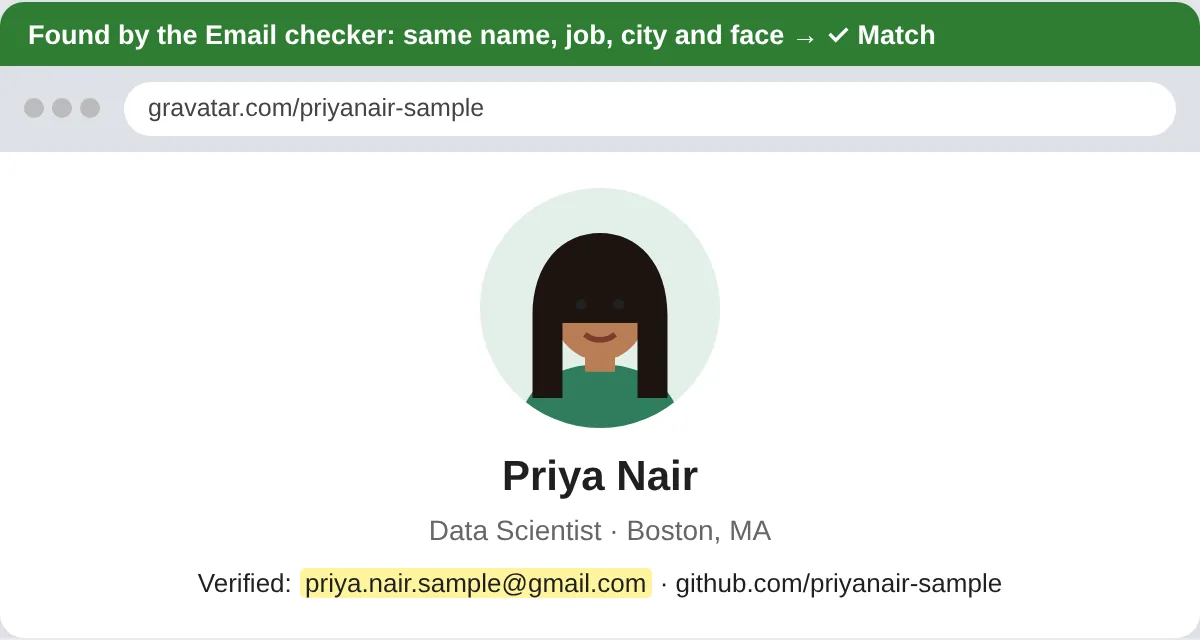 Found by the Email checker: same name, job, city and face → ✓ Match
gravatar.com/priyanair-sample
Priya Nair
Data Scientist · Boston, MA
Verified: priya.nair.sample@gmail.com · github.com/priyanair-sample